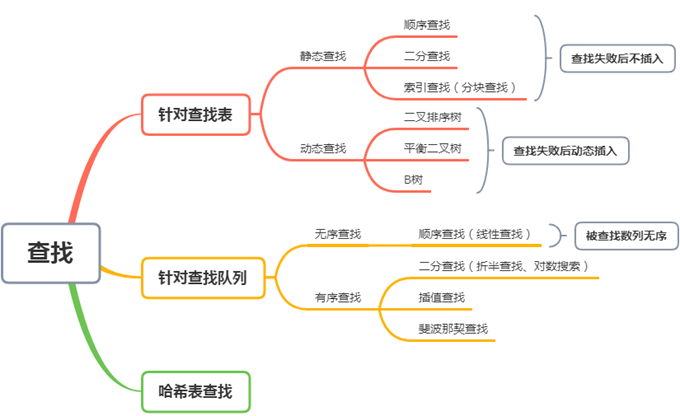 查找
针对查找表
静态查找
顺序查找
二分查找
索引查找（分块查找）
查找失败后不插入
动态查找
二叉排序树
平衡二叉树
B树
查找失败后动态插入
针对查找队列
无序查找
顺序查找（线性查找）
被查找数列无序
有序查找
二分查找（折半查找、对数搜索）
插值查找
斐波那契查找
哈希表查找